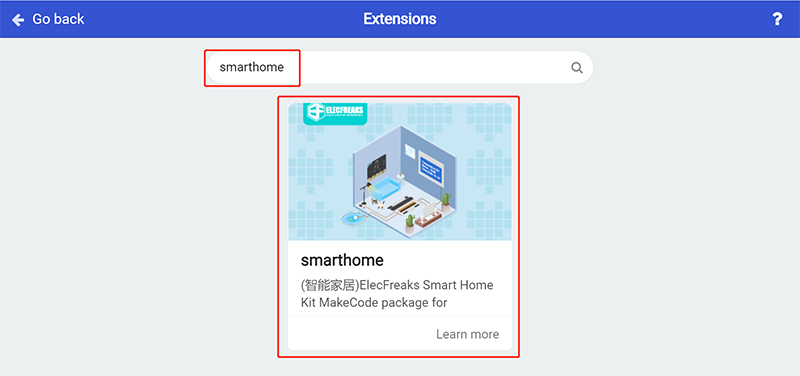 Go back
Extensions
?
smarthome
ELECFREAKS
smarthome
(智能家居)ElecFreaks Smart Home
Kit MakeCode package for
Learn more